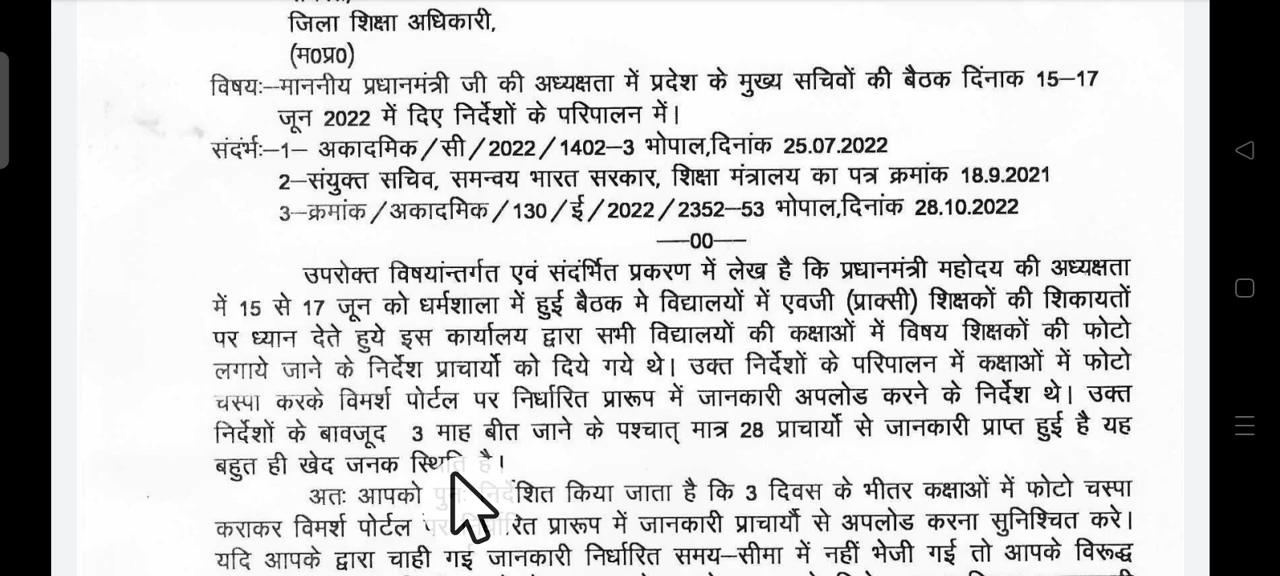 जिला शिक्षा अधिकारी,
(म0प्र0)
विषयः–माननीय प्रधानमंत्री जी की अध्यक्षता में प्रदेश के मुख्य सचिवों की बैठक दिंनाक 15–17
जून 2022 में दिए निर्देशों के परिपालन में।
संदंर्भः–1– अकादमिक/सी/2022/1402–3 भोपाल,दिनांक 25.07.2022
2–संयुक्त सचिव, समन्वय भारत सरकार, शिक्षा मंत्रालय का पत्र क्रमांक 18.9.2021
3–क्रमांक/अकादमिक/130/ई/2022/2352–53 भोपाल,दिनांक 28.10.2022
—00—
उपरोक्त विषयांन्तर्गत एवं संदंर्भित प्रकरण में लेख है कि प्रधानमंत्री महोदय की अध्यक्षता
में 15 से 17 जून को धर्मशाला में हुई बैठक मे विद्यालयों में एवजी (प्राक्सी) शिक्षकों की शिकायतों
पर ध्यान देते हुये इस कार्यालय द्वारा सभी विद्यालयों की कक्षाओं में विषय शिक्षकों की फोटो
लगाये जाने के निर्देश प्राचार्यो को दिये गये थे। उक्त निर्देशों के परिपालन में कक्षाओं में फोटो
चस्पा करके विमर्श पोर्टल पर निर्धारित प्रारूप में जानकारी अपलोड करने के निर्देश थे। उक्त
निर्देशों के बावजूद 3 माह बीत जाने के पश्चात् मात्र 28 प्राचार्यो से जानकारी प्राप्त हुई है यह
बहुत ही खेद जनक स्थिति है।
अतः आपको पुनः शित किया जाता है कि 3 दिवस के भीतर कक्षाओं में फोटो चस्पा
कराकर विमर्श पोर्टल पर प्रारूप में जानकारी प्राचार्यो से अपलोड करना सुनिश्चित करे।
यदि आपके द्वारा चाही गई जानकारी निर्धारित समय–सीमा में नहीं भेजी गई तो आपके विरूद्ध